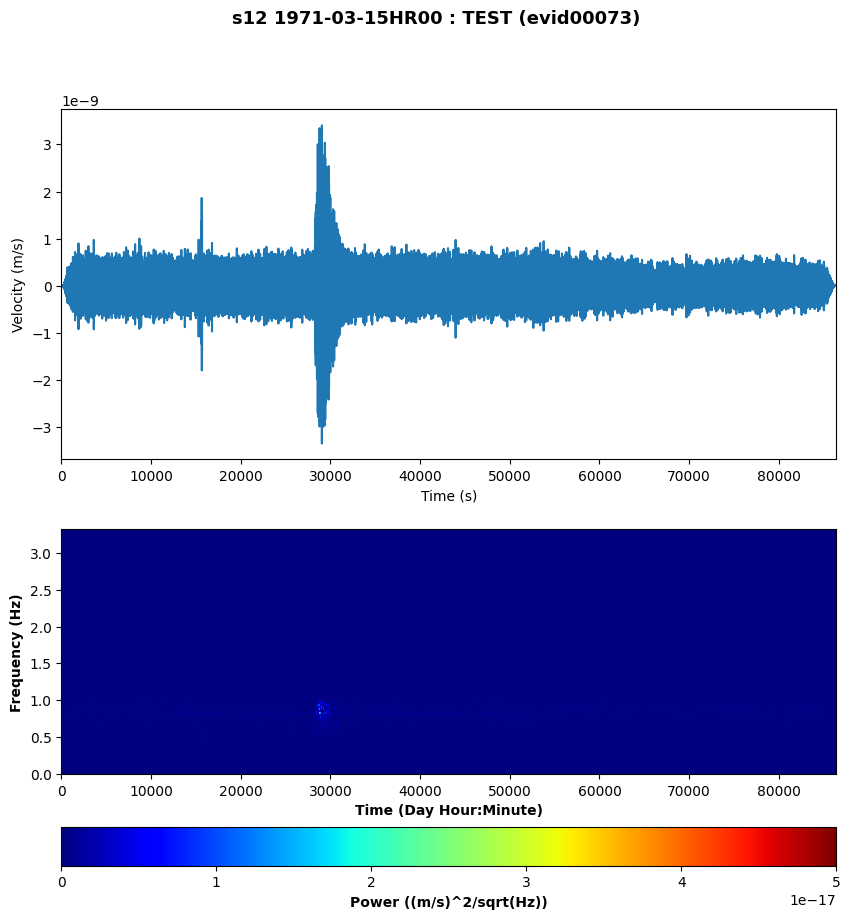 s12 1971-03-15HR00 : TEST (evid00073)
1e−9
3
2
1
0
−1
−2
−3
Velocity (m/s)
0 10000 20000 30000 40000 50000 60000 70000 80000
Time (s)
3.0
2.5
2.0
1.5
1.0
0.5
0.0
Frequency (Hz)
0 10000 20000 30000 40000 50000 60000 70000 80000
Time (Day Hour:Minute)
0 1 2 3 4 5
1e−17
Power ((m/s)^2/sqrt(Hz))